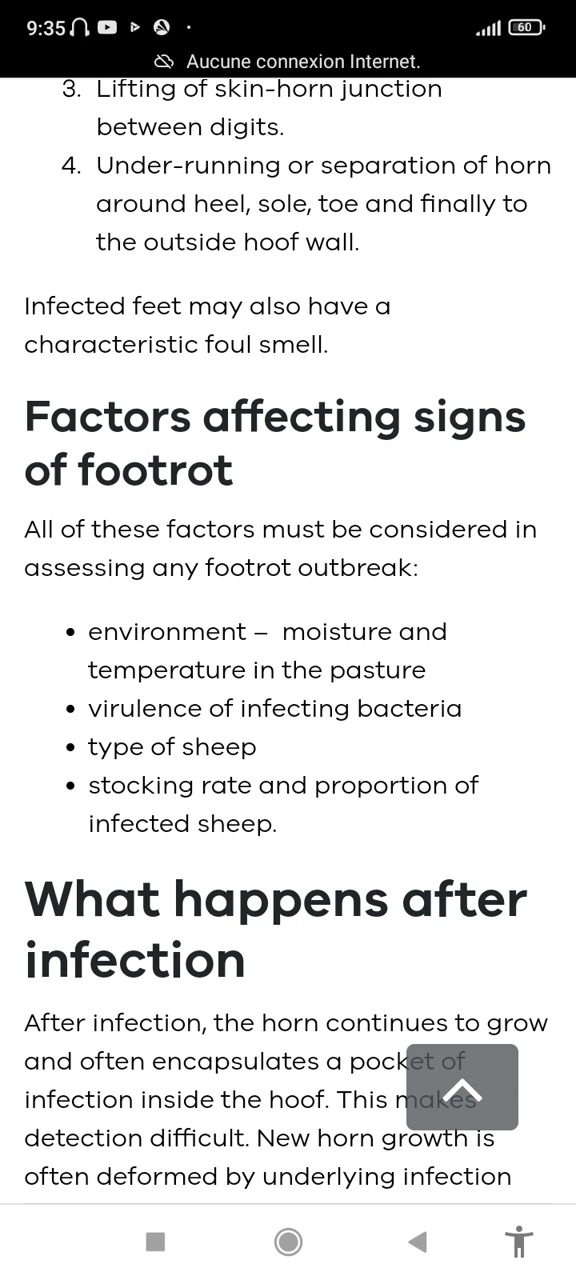 9:35
60
Aucune connexion Internet.
3. Lifting of skin-horn junction
between digits.
4. Under-running or separation of horn
around heel, sole, toe and finally to
the outside hoof wall.
Infected feet may also have a
characteristic foul smell.
Factors affecting signs
of footrot
All of these factors must be considered in
assessing any footrot outbreak:
• environment –  moisture and
temperature in the pasture
• virulence of infecting bacteria
• type of sheep
• stocking rate and proportion of
infected sheep.
What happens after
infection
After infection, the horn continues to grow
and often encapsulates a pocket of
infection inside the hoof. This makes
detection difficult. New horn growth is
often deformed by underlying infection